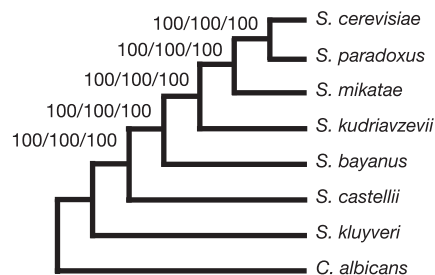 100/100/100
S. cerevisiae
100/100/100
S. paradoxus
100/100/100
S. mikatae
100/100/100
S. kudriavzevii
100/100/100
S. bayanus
S. castellii
S. kluyveri
C. albicans